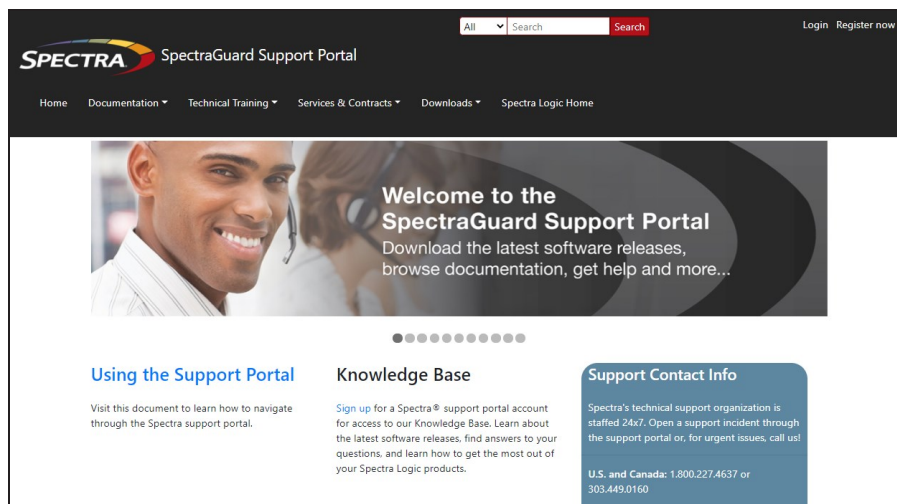 All
Search
Search
Login Register now
SPECTRA
SpectraGuard Support Portal
Home Documentation Technical Training Services & Contracts Downloads Spectra Logic Home
Welcome to the
SpectraGuard Support Portal
Download the latest software releases,
browse documentation, get help and more...
Using the Support Portal
Visit this document to learn how to navigate
through the Spectra support portal.
Knowledge Base
Sign up for a Spectra® support portal account
for access to our Knowledge Base. Learn about
the latest software releases, find answers to your
questions, and learn how to get the most out of
your Spectra Logic products.
Support Contact Info
Spectra's technical support organization is
staffed 24x7. Open a support incident through
the support portal or, for urgent issues, call us!
U.S. and Canada: 1.800.227.4637 or
303.449.0160